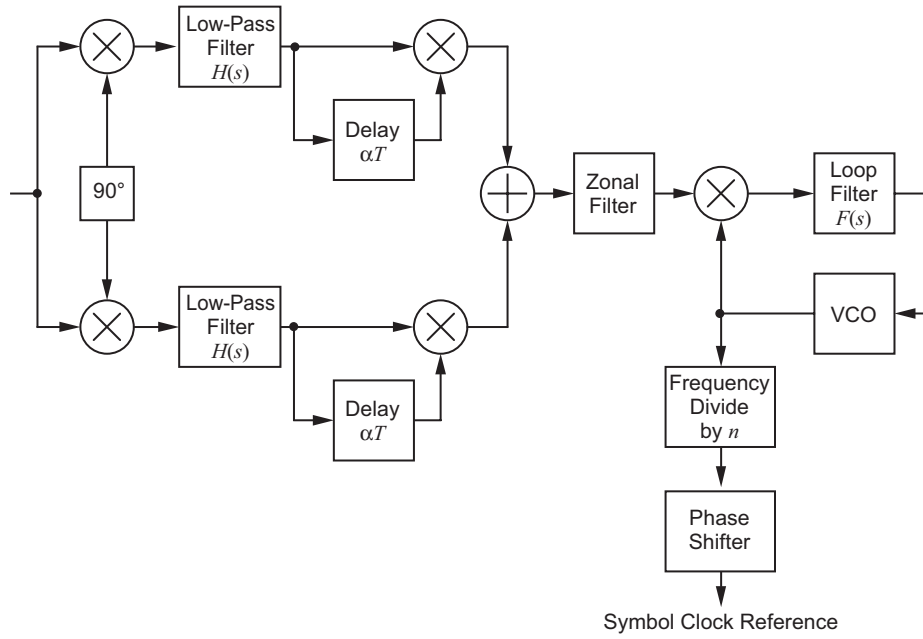 Low-Pass
Filter
H(s)
Delay
αT
90°
Zonal
Filter
Loop
Filter
F(s)
Low-Pass
Filter
H(s)
Delay
αT
VCO
Frequency
Divide
by n
Phase
Shifter
Symbol Clock Reference